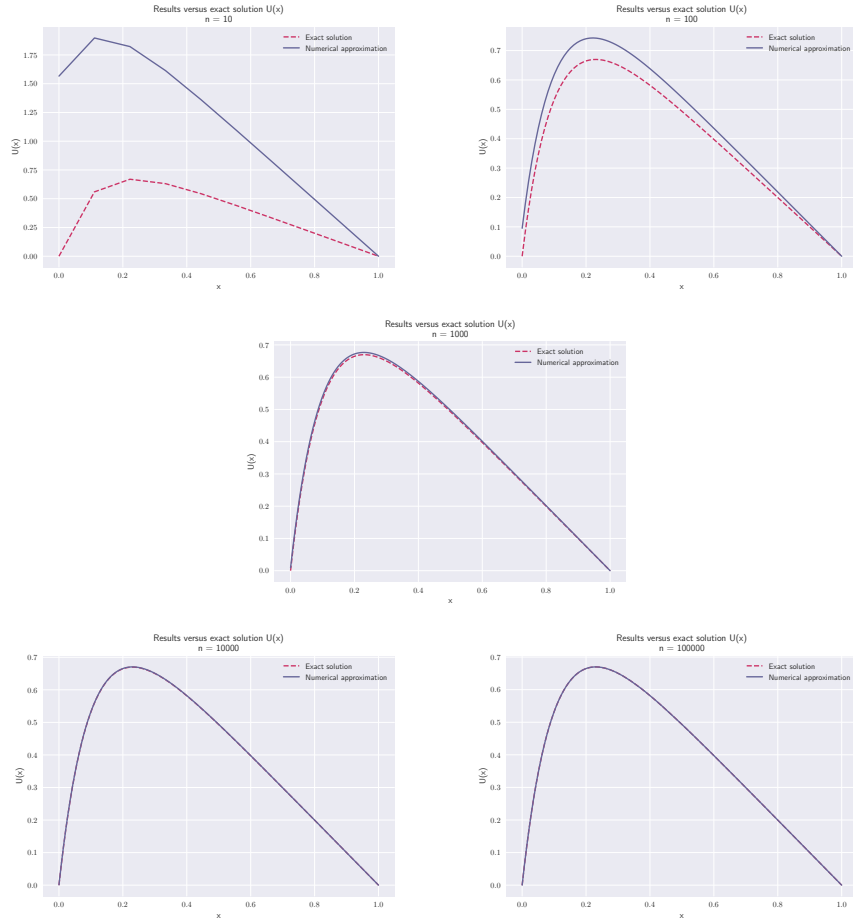 Results versus exact solution U(x)
n = 10
Exact solution
Numerical approximation
1.75
1.50
1.25
1.00
0.75
0.50
0.25
0.00
U(x)
0.0 0.2 0.4 0.6 0.8 1.0
x
Results versus exact solution U(x)
n = 100
Exact solution
Numerical approximation
0.7
0.6
0.5
0.4
0.3
0.2
0.1
0.0
U(x)
0.0 0.2 0.4 0.6 0.8 1.0
x
Results versus exact solution U(x)
n = 1000
Exact solution
Numerical approximation
0.7
0.6
0.5
0.4
0.3
0.2
0.1
0.0
U(x)
0.0 0.2 0.4 0.6 0.8 1.0
x
Results versus exact solution U(x)
n = 10000
Exact solution
Numerical approximation
0.7
0.6
0.5
0.4
0.3
0.2
0.1
0.0
U(x)
0.0 0.2 0.4 0.6 0.8 1.0
x
Results versus exact solution U(x)
n = 100000
Exact solution
Numerical approximation
0.7
0.6
0.5
0.4
0.3
0.2
0.1
0.0
U(x)
0.0 0.2 0.4 0.6 0.8 1.0
x